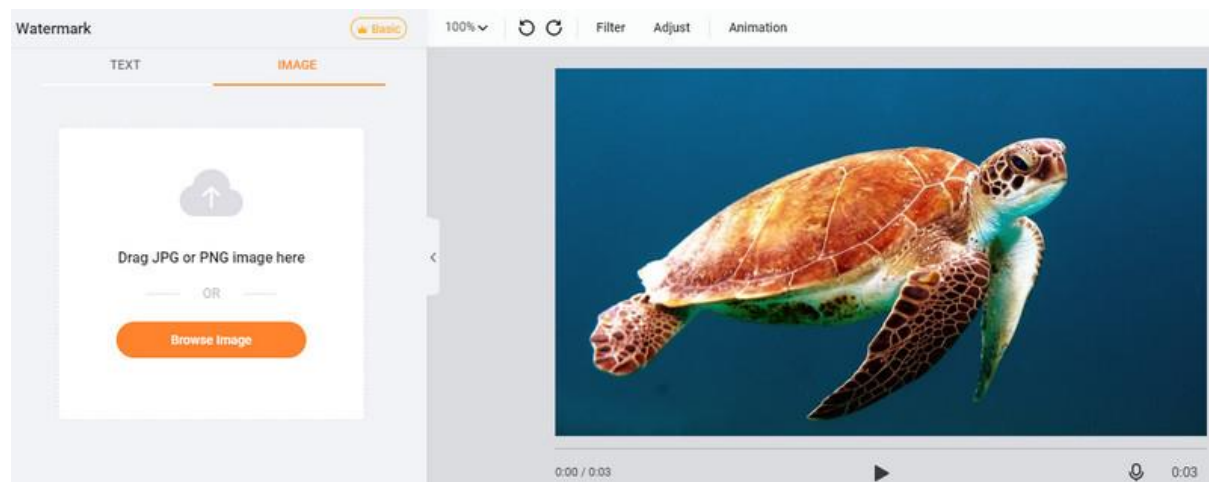 Watermark
Basic
100%
Filter
Adjust
Animation
TEXT
IMAGE
Drag JPG or PNG image here
OR
Browse Image
0:00 / 0:03
0:03